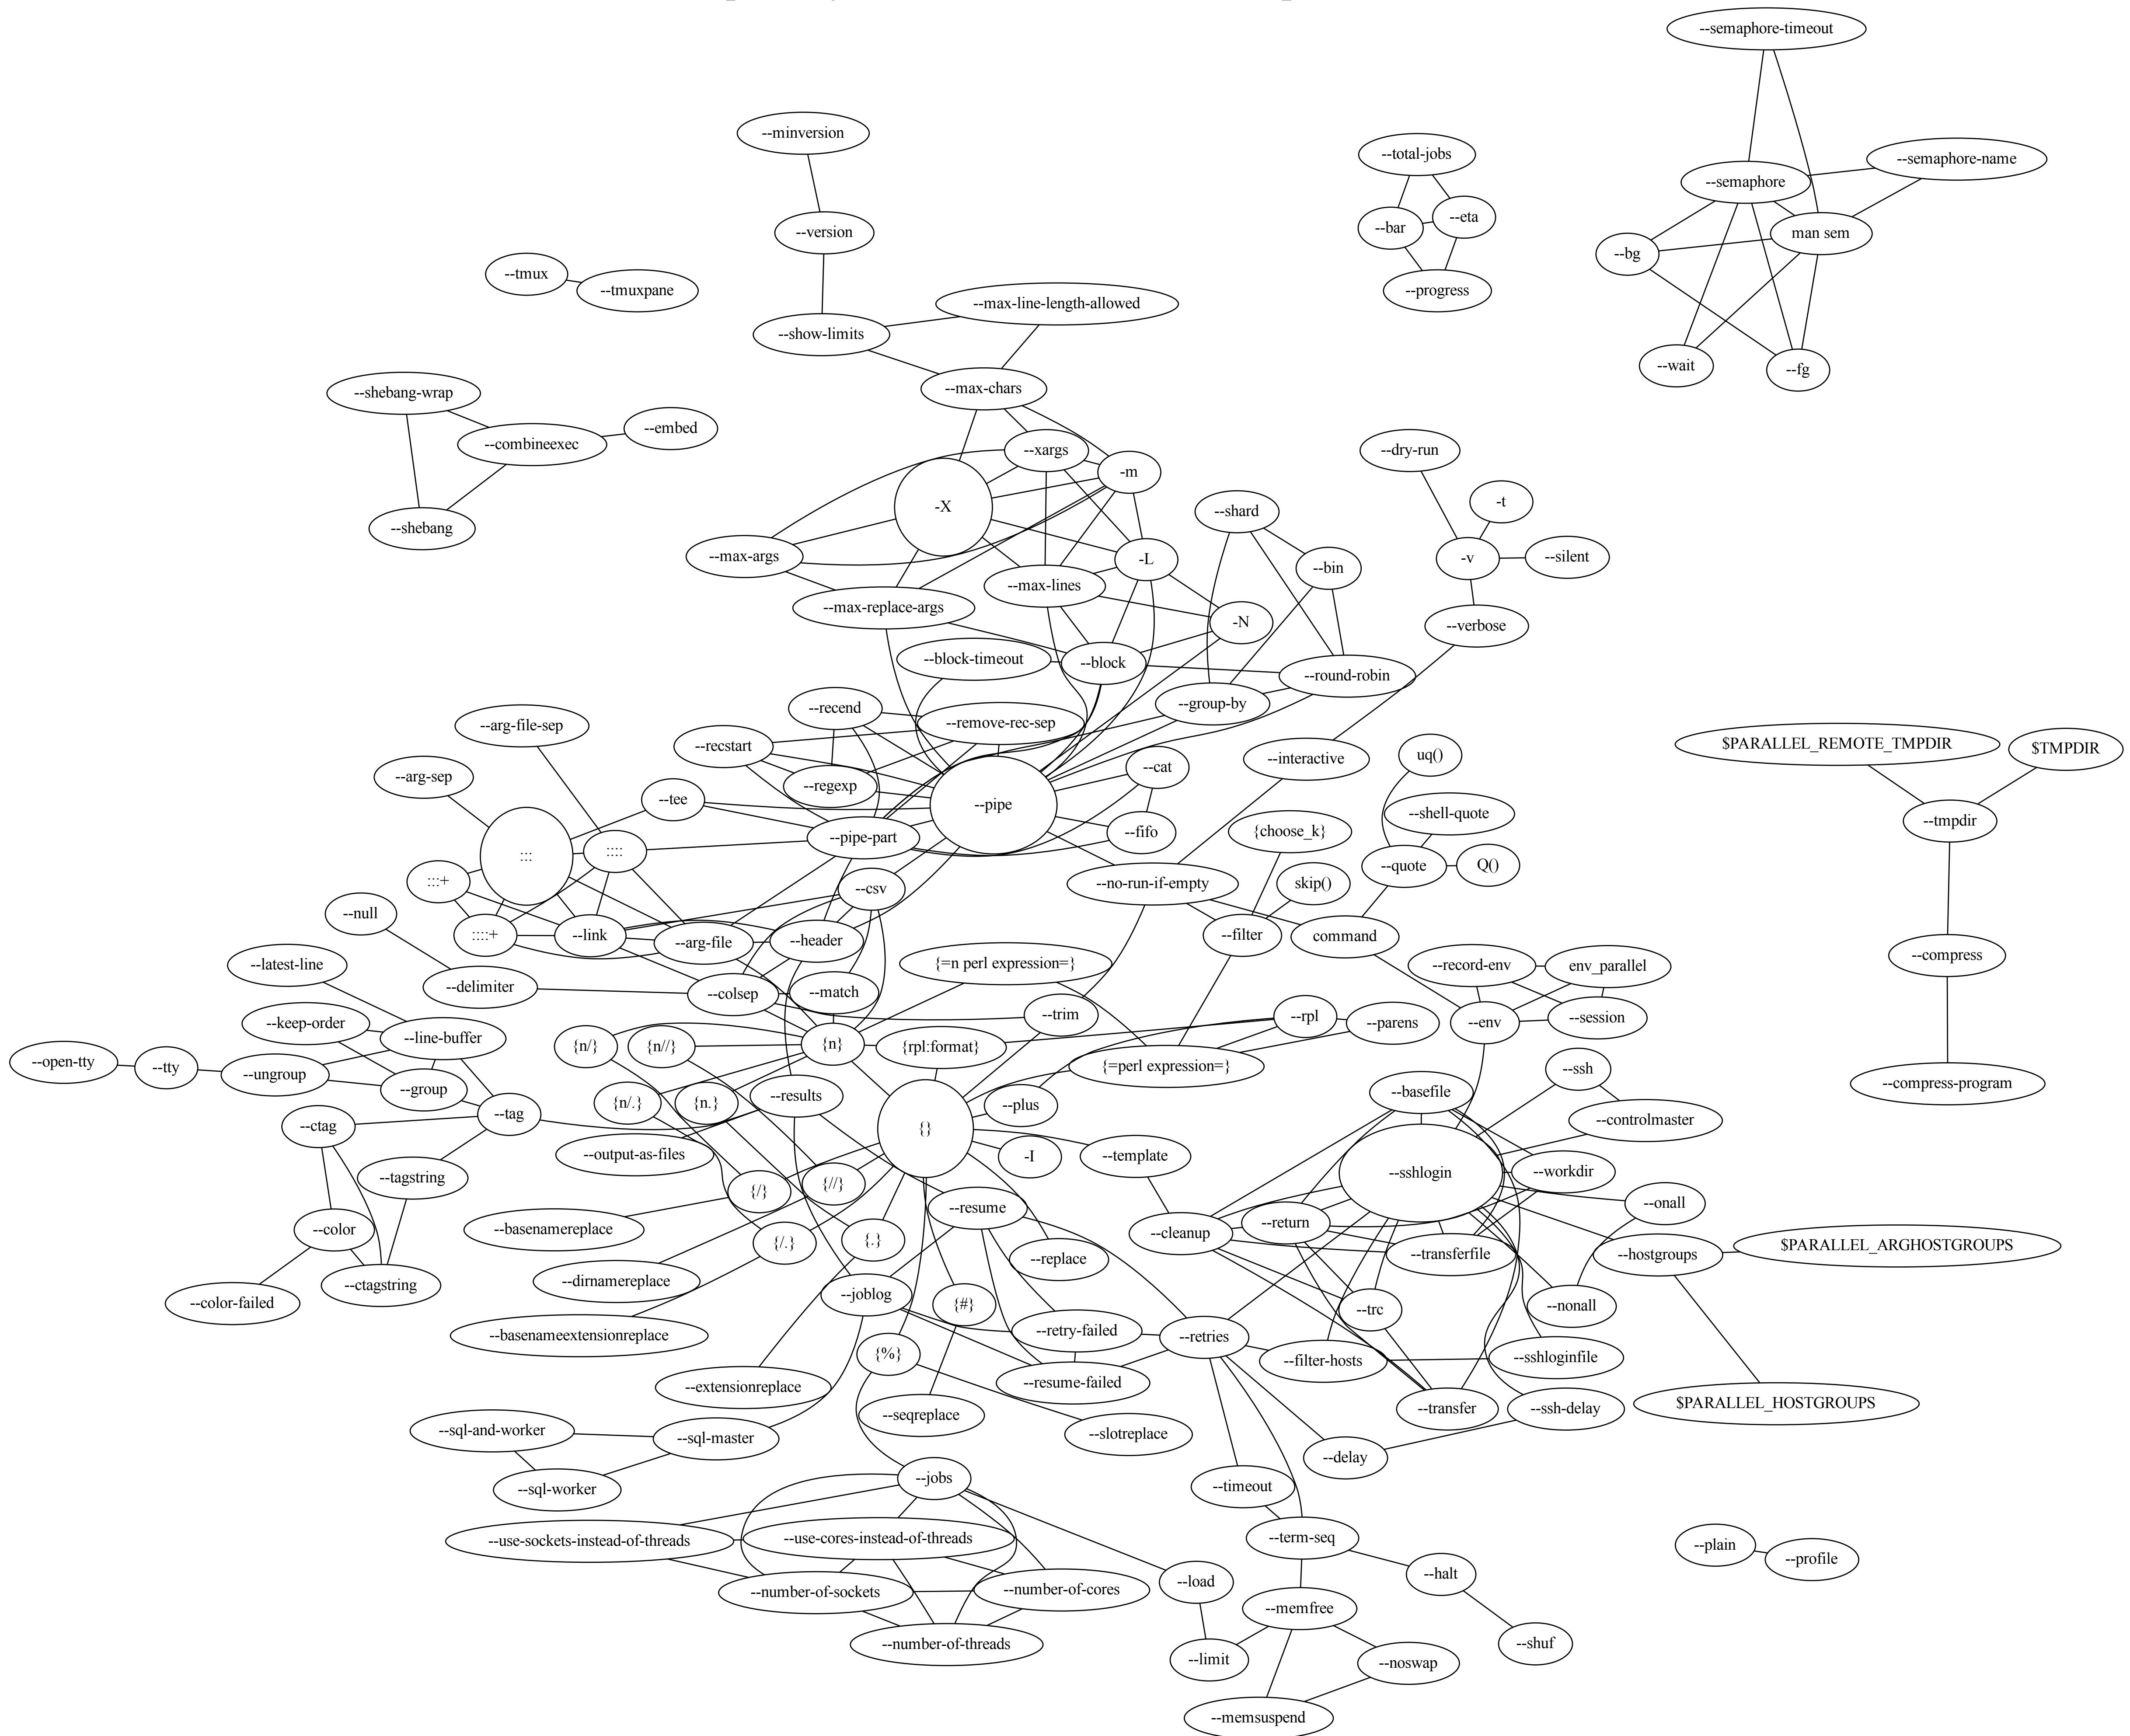 --semaphore-timeout
--minversion
--total-jobs
--semaphore-name
--semaphore
--eta
--bar
--version
man sem
--bg
--tmux
--tmuxpane
--progress
--max-line-length-allowed
--show-limits
--wait
--fg
--max-chars
--shebang-wrap
--embed
--combineexec
--xargs
--dry-run
-m
-t
-X
--shard
--shebang
--max-args
-L
--bin
-v
--silent
--max-lines
--max-replace-args
-N
--verbose
--block-timeout
--block
--round-robin
--group-by
--recend
--remove-rec-sep
--arg-file-sep
--recstart
$PARALLEL_REMOTE_TMPDIR
$TMPDIR
--interactive
uq()
--cat
--arg-sep
--regexp
--tee
--pipe
--shell-quote
--tmpdir
{choose_k}
--fifo
--pipe-part
:::
::::
--quote
Q()
:::+
--csv
--no-run-if-empty
skip()
--null
::::+
--link
--arg-file
--header
--filter
command
--latest-line
{=n perl expression=}
--record-env
env_parallel
--compress
--delimiter
--colsep
--match
--trim
--rpl
--parens
--env
--session
--keep-order
--line-buffer
{n/}
{n//}
{n}
{rpl:format}
--open-tty
--tty
--ungroup
--group
{=perl expression=}
--ssh
--compress-program
--basefile
{n/.}
{n.}
--results
--plus
--tag
--ctag
{}
--controlmaster
--output-as-files
-I
--template
--sshlogin
--workdir
--tagstring
{/}
{//}
--onall
--resume
--return
--basenamereplace
--color
--cleanup
{/.}
{.}
--replace
--transferfile
--hostgroups
$PARALLEL_ARGHOSTGROUPS
--dirnamereplace
--ctagstring
--color-failed
--joblog
{#}
--trc
--nonall
--basenameextensionreplace
--retry-failed
--retries
{%}
--filter-hosts
--sshloginfile
--extensionreplace
--resume-failed
--seqreplace
--transfer
--ssh-delay
$PARALLEL_HOSTGROUPS
--sql-and-worker
--sql-master
--slotreplace
--delay
--sql-worker
--jobs
--timeout
--use-sockets-instead-of-threads
--use-cores-instead-of-threads
--term-seq
--plain
--profile
--number-of-sockets
--number-of-cores
--load
--halt
--memfree
--number-of-threads
--limit
--noswap
--shuf
--memsuspend